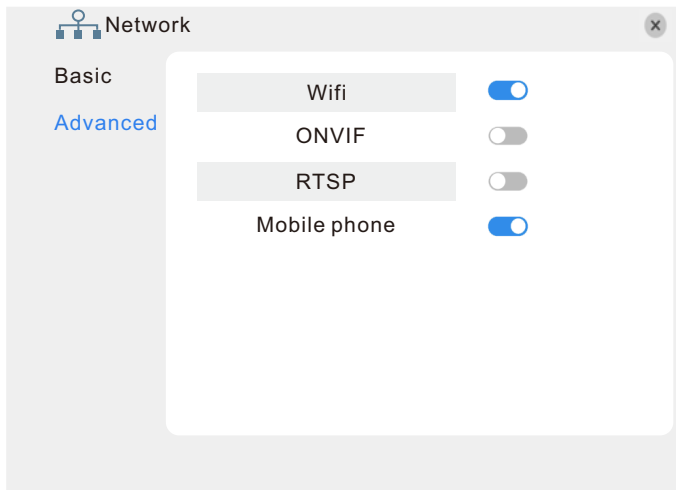 Network
Basic
Advanced
Wifi
ONVIF
RTSP
Mobile phone